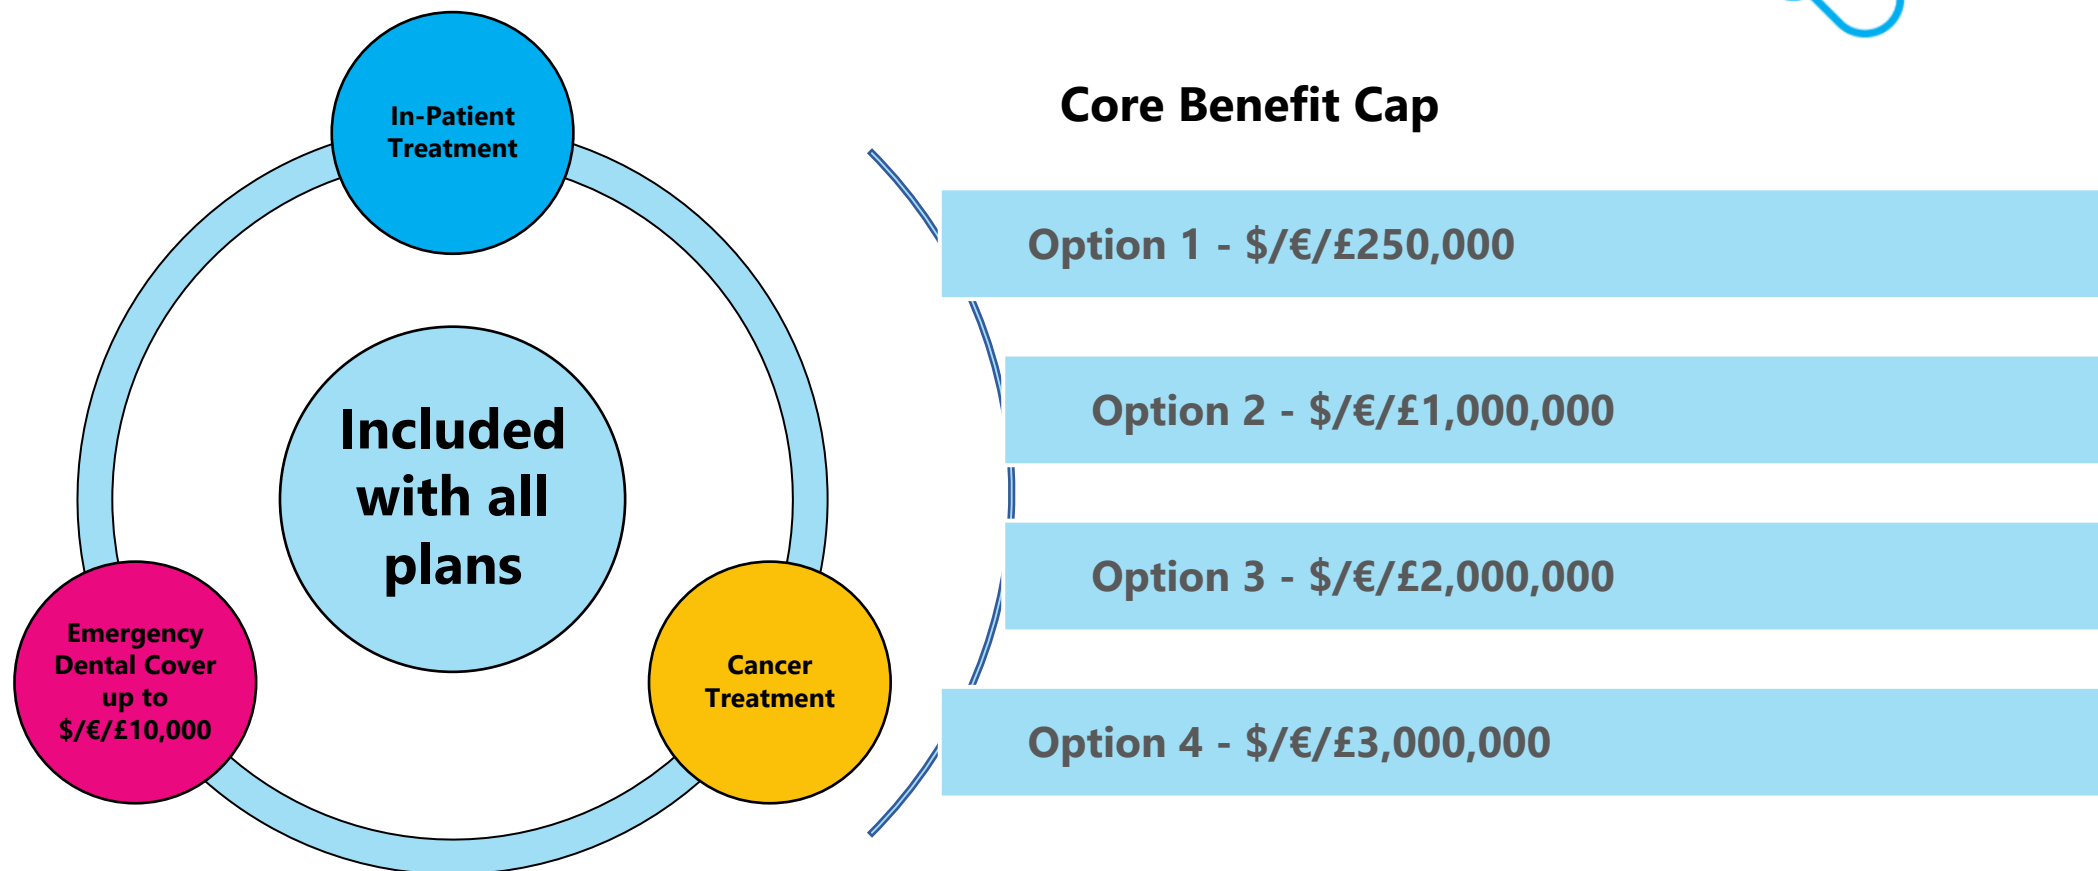 In-Patient
Treatment
Included
with all
plans
Emergency
Dental Cover
up to
$/€/£10,000
Cancer
Treatment
Core Benefit Cap
Option 1 - $/€/£250,000
Option 2 - $/€/£1,000,000
Option 3 - $/€/£2,000,000
Option 4 - $/€/£3,000,000